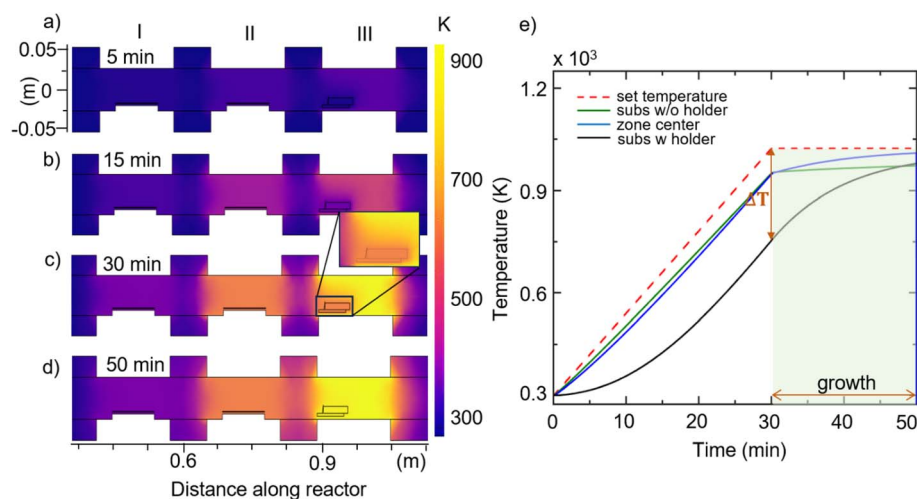 a)
I
II
III
K
e)
× 10³
0.05
0
-0.05
(m)
5 min
b)
15 min
c)
30 min
d)
50 min
900
700
500
300
0.6
0.9
(m)
Distance along reactor
1.2
0.9
0.6
0.3
Temperature (K)
set temperature
subs w/o holder
zone center
subs w holder
ΔT
growth
0
10
20
30
40
50
Time (min)